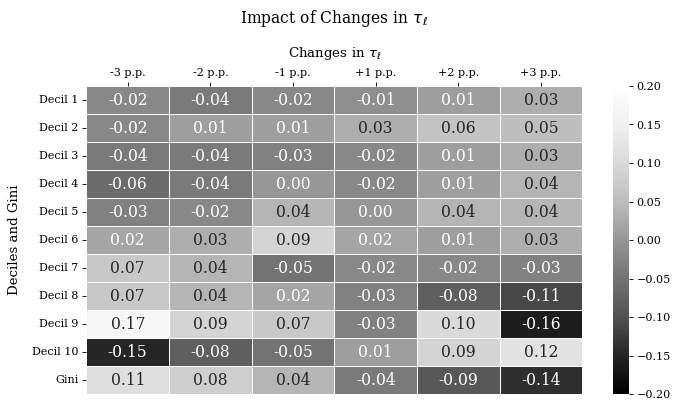 Impact of Changes in τℓ
Changes in τℓ
-3 p.p. -2 p.p. -1 p.p. +1 p.p. +2 p.p. +3 p.p.
Deciles and Gini
Decil 1 -0.02 -0.04 -0.02 -0.01 0.01 0.03
Decil 2 -0.02 0.01 0.01 0.03 0.06 0.05
Decil 3 -0.04 -0.04 -0.03 -0.02 0.01 0.03
Decil 4 -0.06 -0.04 0.00 -0.02 0.01 0.04
Decil 5 -0.03 -0.02 0.04 0.00 0.04 0.04
Decil 6 0.02 0.03 0.09 0.02 0.01 0.03
Decil 7 0.07 0.04 -0.05 -0.02 -0.02 -0.03
Decil 8 0.07 0.04 0.02 -0.03 -0.08 -0.11
Decil 9 0.17 0.09 0.07 -0.03 0.10 -0.16
Decil 10 -0.15 -0.08 -0.05 0.01 0.09 0.12
Gini 0.11 0.08 0.04 -0.04 -0.09 -0.14
0.20
0.15
0.10
0.05
0.00
−0.05
−0.10
−0.15
−0.20